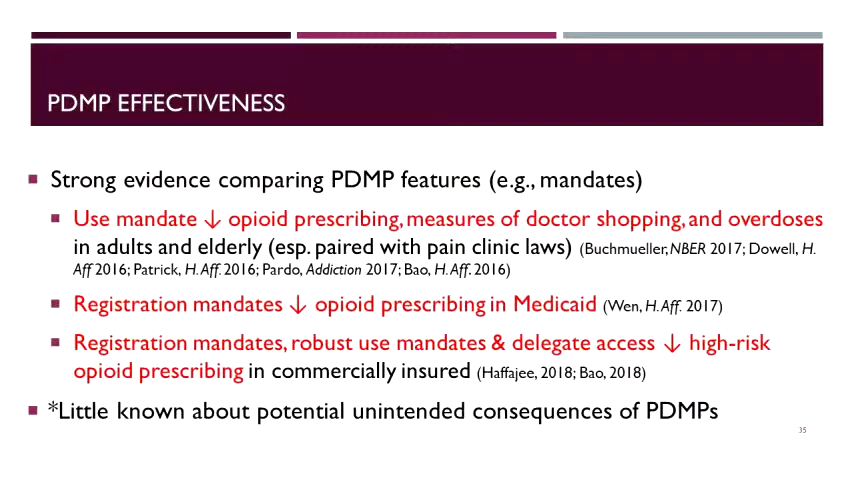 PDMP EFFECTIVENESS
▪ Strong evidence comparing PDMP features (e.g., mandates)
▪ Use mandate ↓ opioid prescribing, measures of doctor shopping, and overdoses
in adults and elderly (esp. paired with pain clinic laws) (Buchmueller, NBER 2017; Dowell, H.
Aff 2016; Patrick, H. Aff. 2016; Pardo, Addiction 2017; Bao, H. Aff. 2016)
▪ Registration mandates ↓ opioid prescribing in Medicaid (Wen, H. Aff. 2017)
▪ Registration mandates, robust use mandates & delegate access ↓ high-risk
opioid prescribing in commercially insured (Haffajee, 2018; Bao, 2018)
▪ *Little known about potential unintended consequences of PDMPs
35